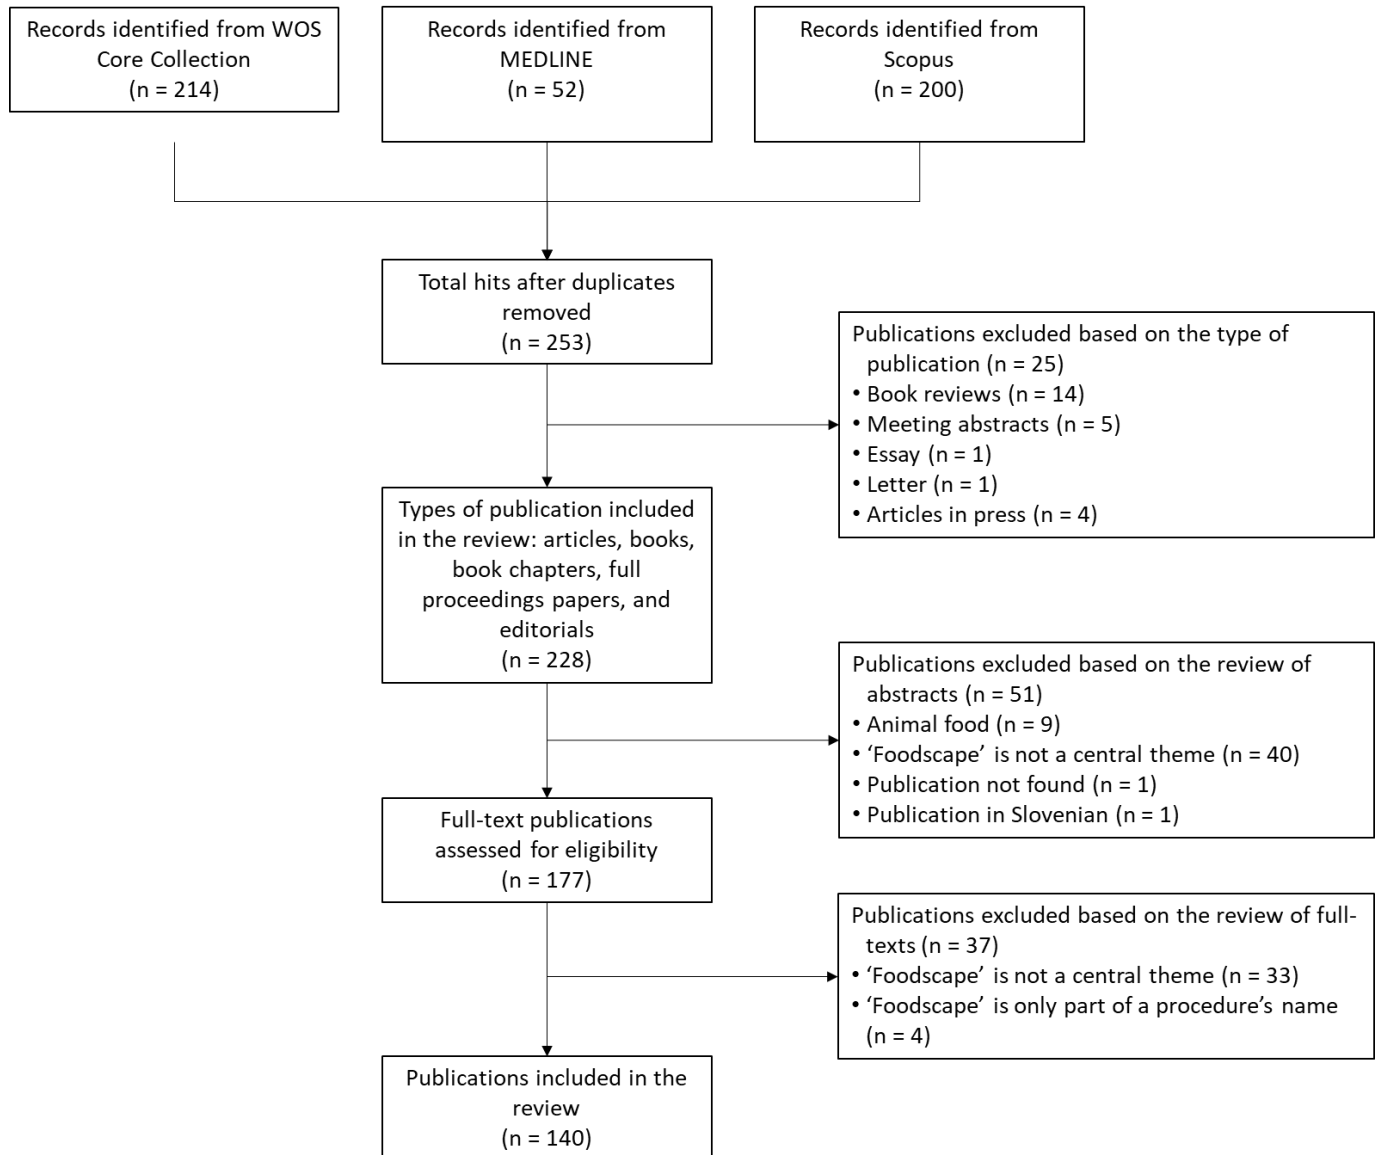 Records identified from WOS
Core Collection
(n = 214)
Records identified from
MEDLINE
(n = 52)
Records identified from
Scopus
(n = 200)
Total hits after duplicates
removed
(n = 253)
Publications excluded based on the type of
publication (n = 25)
• Book reviews (n = 14)
• Meeting abstracts (n = 5)
• Essay (n = 1)
• Letter (n = 1)
• Articles in press (n = 4)
Types of publication included
in the review: articles, books,
book chapters, full
proceedings papers, and
editorials
(n = 228)
Publications excluded based on the review of
abstracts (n = 51)
• Animal food (n = 9)
• ‘Foodscape’ is not a central theme (n = 40)
• Publication not found (n = 1)
• Publication in Slovenian (n = 1)
Full-text publications
assessed for eligibility
(n = 177)
Publications excluded based on the review of full-
texts (n = 37)
• ‘Foodscape’ is not a central theme (n = 33)
• ‘Foodscape’ is only part of a procedure’s name
(n = 4)
Publications included in the
review
(n = 140)